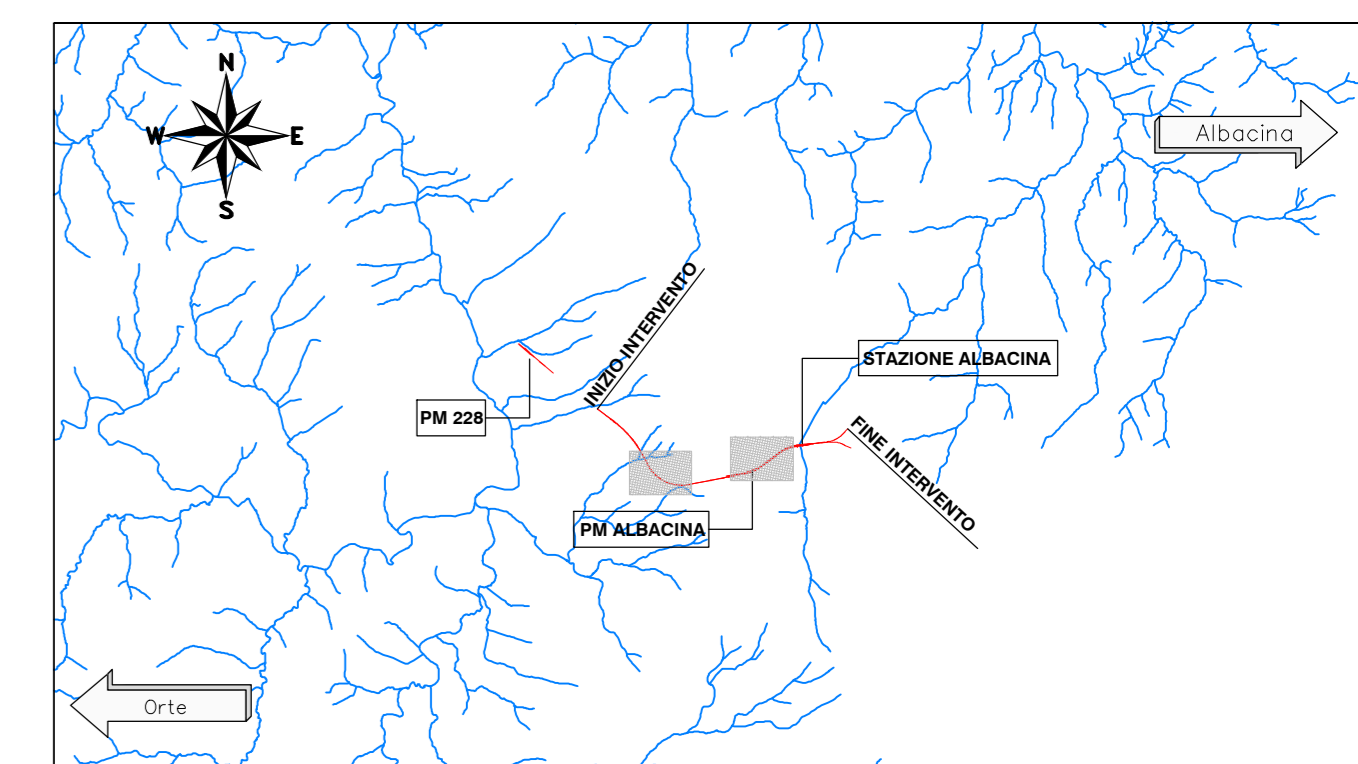 N
Albacina
W
E
S
INIZIO INTERVENTO
STAZIONE ALBACINA
PM 228
FINE INTERVENTO
PM ALBACINA
Orte